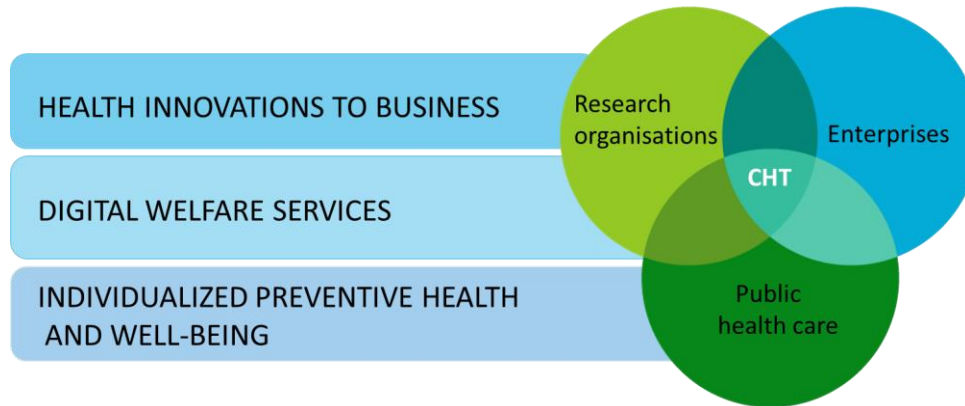 HEALTH INNOVATIONS TO BUSINESS
DIGITAL WELFARE SERVICES
INDIVIDUALIZED PREVENTIVE HEALTH
AND WELL-BEING
Research
organisations
Enterprises
CHT
Public
health care